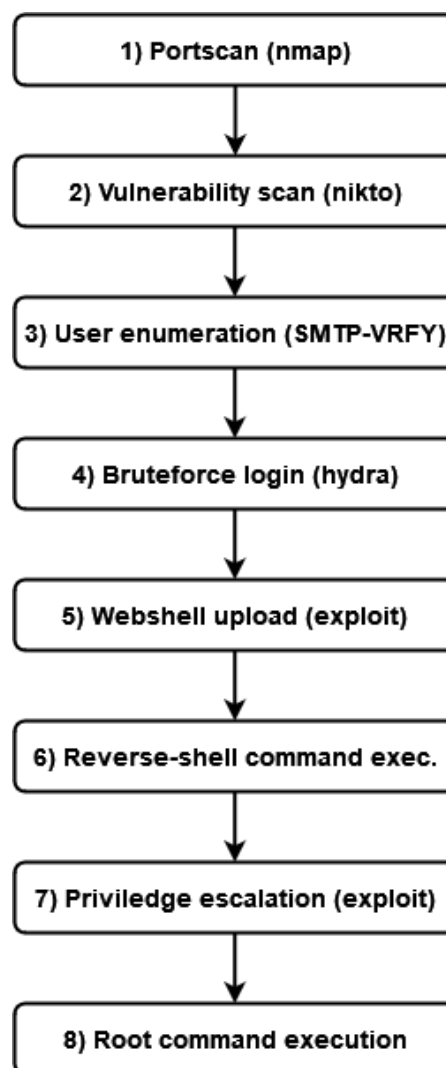 1) Portscan (nmap)
2) Vulnerability scan (nikto)
3) User enumeration (SMTP-VRFY)
4) Bruteforce login (hydra)
5) Webshell upload (exploit)
6) Reverse-shell command exec.
7) Priviledge escalation (exploit)
8) Root command execution